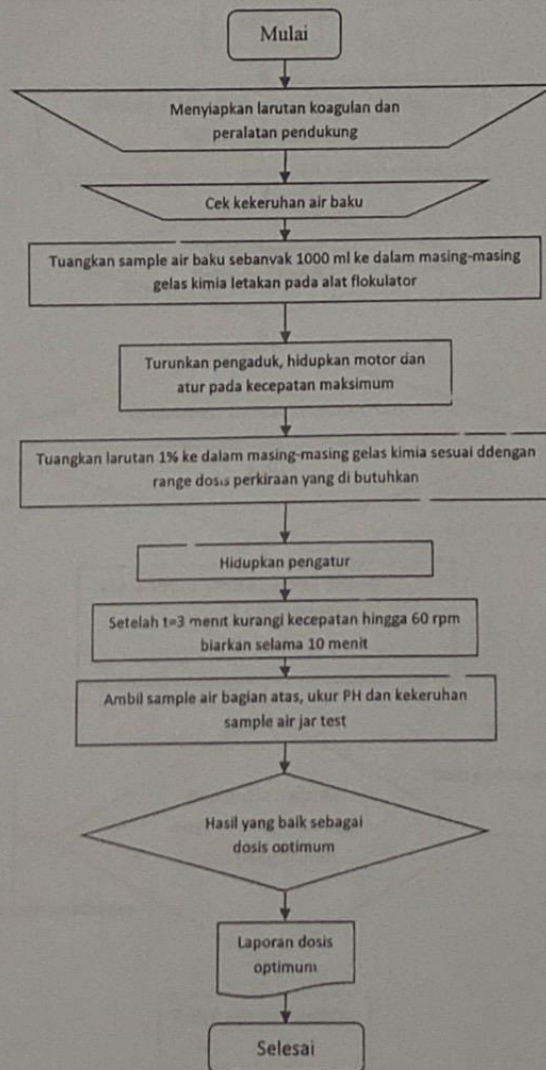 Mulai
Menyiapkan larutan koagulan dan
peralatan pendukung
Cek kekeruhan air baku
Tuangkan sample air baku sebanyak 1000 ml ke dalam masing-masing
gelas kimia letakan pada alat flokulator
Turunkan pengaduk, hidupkan motor dan
atur pada kecepatan maksimum
Tuangkan larutan 1% ke dalam masing-masing gelas kimia sesuai ddengan
range dosis perkiraan yang di butuhkan
Hidupkan pengatur
Setelah t=3 menit kurangi kecepatan hingga 60 rpm
biarkan selama 10 menit
Ambil sample air bagian atas, ukur PH dan kekeruhan
sample air jar test
Hasil yang baik sebagai
dosis optimum
Laporan dosis
optimum
Selesai